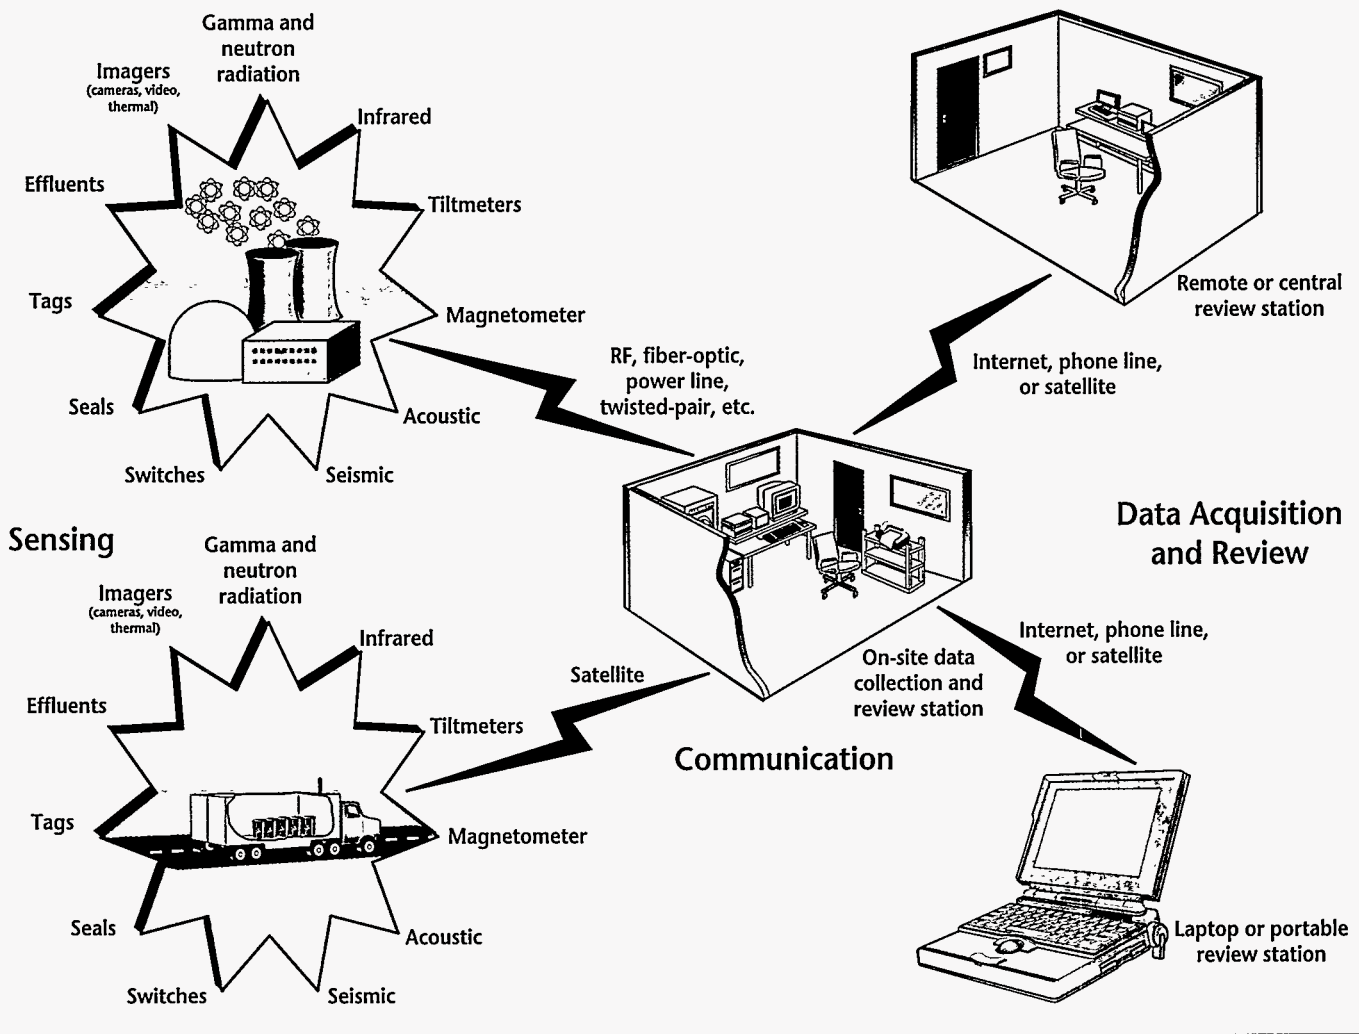 Gamma and
neutron
radiation
Imagers
(cameras, video,
thermal)
Infrared
Effluents
Tiltmeters
Tags
Magnetometer
Seals
Acoustic
Switches
Seismic
RF, fiber-optic,
power line,
twisted-pair, etc.
Remote or central
review station
Internet, phone line,
or satellite
Sensing
Data Acquisition
and Review
Gamma and
neutron
radiation
Imagers
(cameras, video,
thermal)
Infrared
Effluents
Tiltmeters
Tags
Magnetometer
Seals
Acoustic
Switches
Seismic
Satellite
On-site data
collection and
review station
Internet, phone line,
or satellite
Communication
Laptop or portable
review station